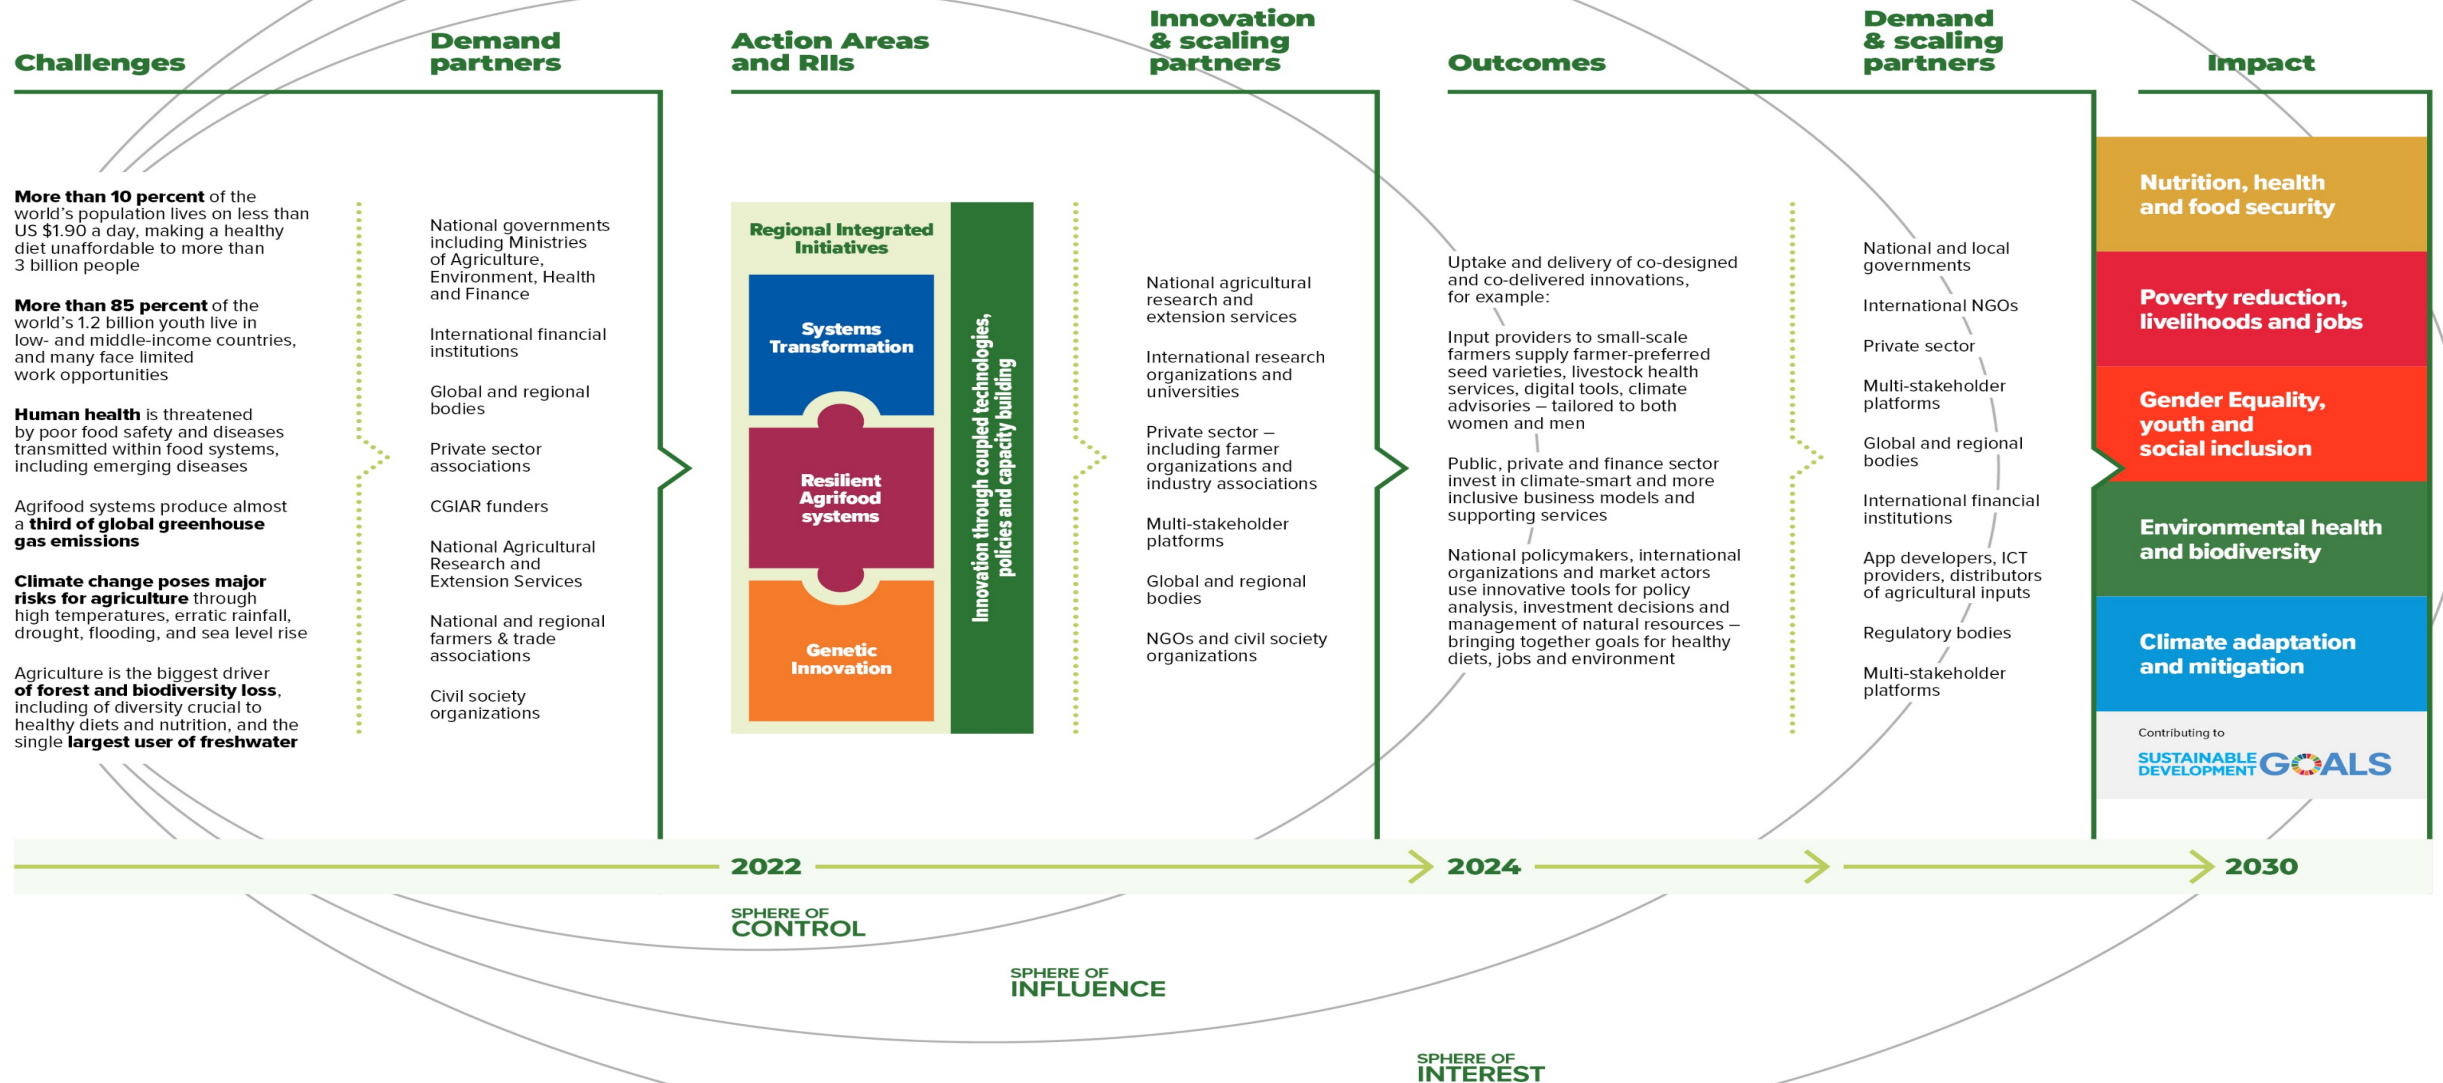 Challenges
More than 10 percent of the
world's population lives on less than
US $1.90 a day, making a healthy
diet unaffordable to more than
3 billion people
More than 85 percent of the
world's 1.2 billion youth live in
low- and middle-income countries,
and many face limited
work opportunities
Human health is threatened
by poor food safety and diseases
transmitted within food systems,
including emerging diseases
Agrifood systems produce almost
a third of global greenhouse
gas emissions
Climate change poses major
risks for agriculture through
high temperatures, erratic rainfall,
drought, flooding, and sea level rise
Agriculture is the biggest driver
of forest and biodiversity loss,
including of diversity crucial to
healthy diets and nutrition, and the
single largest user of freshwater
Demand
partners
National governments
including Ministries
of Agriculture,
Environment, Health
and Finance
International financial
institutions
Global and regional
bodies
Private sector
associations
CGIAR funders
National Agricultural
Research and
Extension Services
National and regional
farmers & trade
associations
Civil society
organizations
Action Areas
and RIIs
Regional Integrated
Initiatives
Systems
Transformation
Resilient
Agrifood
systems
Genetic
Innovation
Innovation through coupled technologies,
policies and capacity building
Innovation
& scaling
partners
National agricultural
research and
extension services
International research
organizations and
universities
Private sector –
including farmer
organizations and
industry associations
Multi-stakeholder
platforms
Global and regional
bodies
NGOs and civil society
organizations
Outcomes
Uptake and delivery of co-designed
and co-delivered innovations,
for example:
Input providers to small-scale
farmers supply farmer-preferred
seed varieties, livestock health
services, digital tools, climate
advisories – tailored to both
women and men
Public, private and finance sector
invest in climate-smart and more
inclusive business models and
supporting services
National policymakers, international
organizations and market actors
use innovative tools for policy
analysis, investment decisions and
management of natural resources –
bringing together goals for healthy
diets, jobs and environment
Demand
& scaling
partners
National and local
governments
International NGOs
Private sector
Multi-stakeholder
platforms
Global and regional
bodies
International financial
institutions
App developers, ICT
providers, distributors
of agricultural inputs
Regulatory bodies
Multi-stakeholder
platforms
Impact
Nutrition, health
and food security
Poverty reduction,
livelihoods and jobs
Gender Equality,
youth and
social inclusion
Environmental health
and biodiversity
Climate adaptation
and mitigation
Contributing to
SUSTAINABLE
DEVELOPMENT GOALS
2022
2024
2030
SPHERE OF
CONTROL
SPHERE OF
INFLUENCE
SPHERE OF
INTEREST